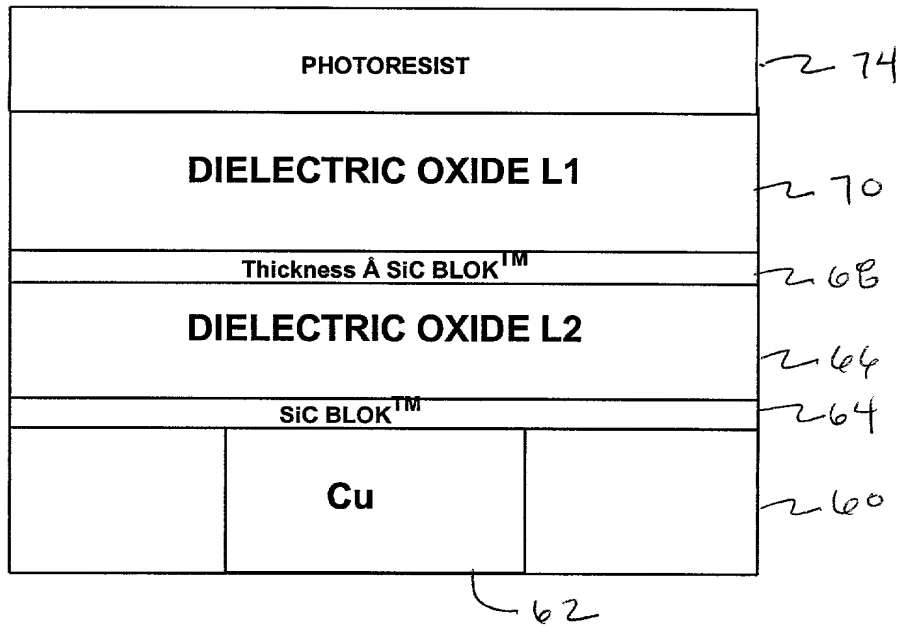 PHOTORESIST
74
DIELECTRIC OXIDE L1
70
Thickness Å SiC BLOK™
68
DIELECTRIC OXIDE L2
66
SiC BLOK™
64
Cu
60
62